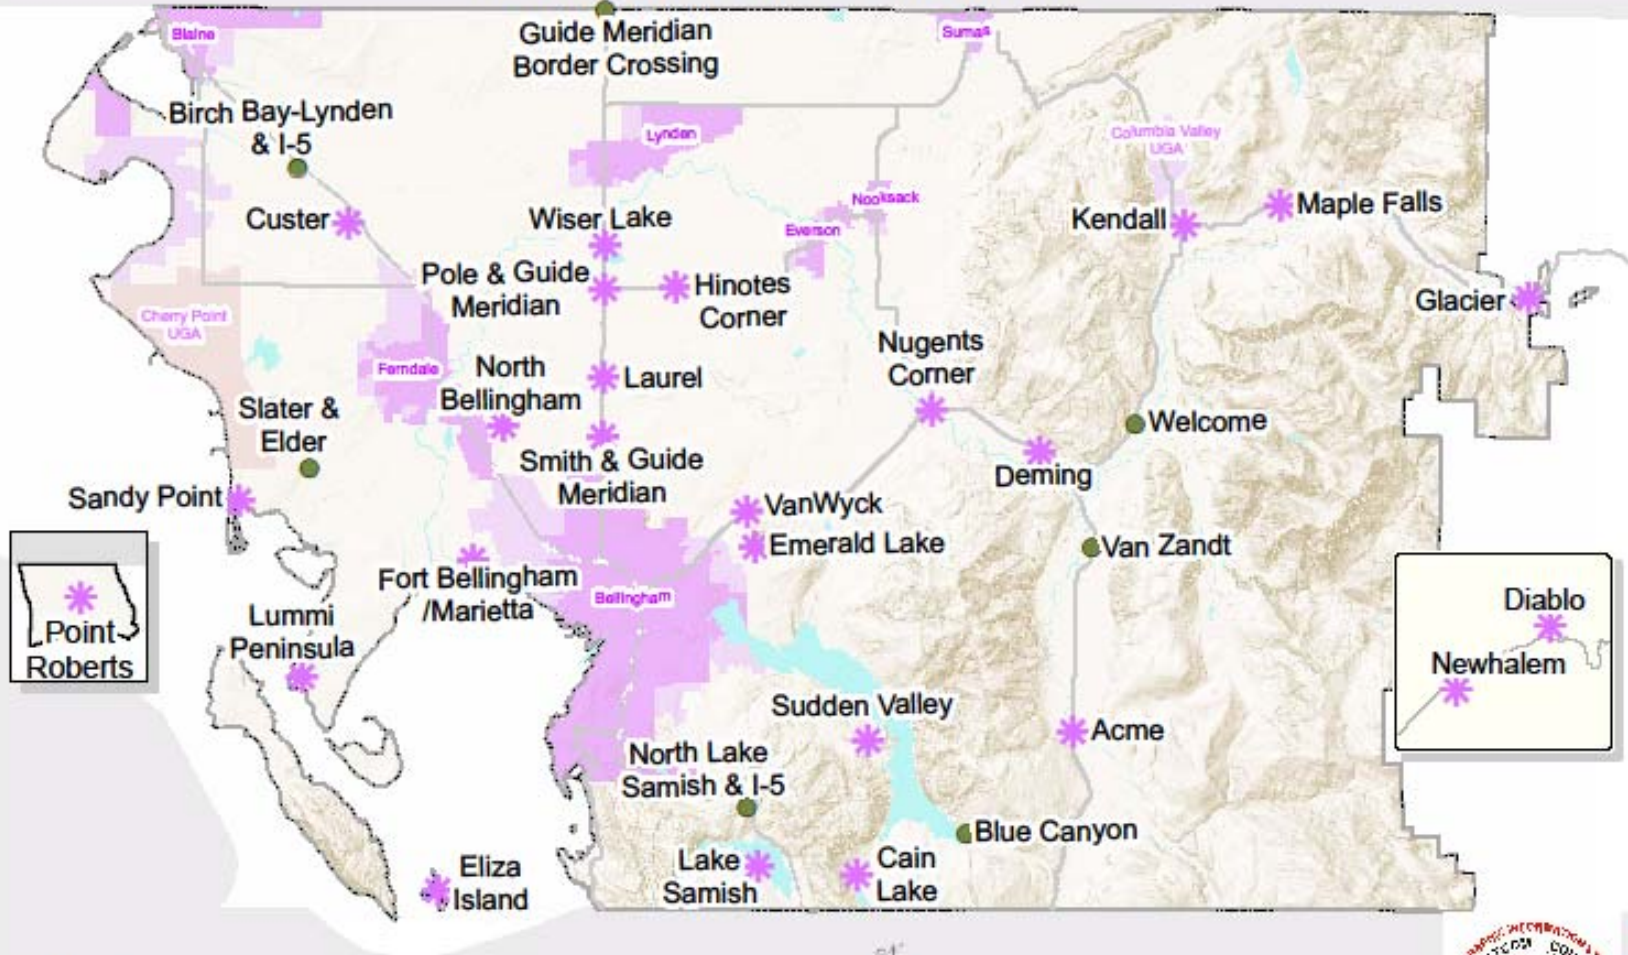 Blaine
Guide Meridian
Border Crossing
Sumas
Birch Bay-Lynden
& I-5
Lynden
Columbia Valley
UGA
Custer
Wiser Lake
Nooksack
Everson
Kendall
Maple Falls
Pole & Guide
Meridian
Hinotes
Corner
Glacier
Cherry Point
UGA
Ferndale
North
Bellingham
Laurel
Nugents
Corner
Slater &
Elder
Welcome
Smith & Guide
Meridian
Deming
Sandy Point
VanWyck
Emerald Lake
Van Zandt
Fort Bellingham
/Marietta
Bellingham
Point
Roberts
Lummi
Peninsula
Diablo
Newhalem
Sudden Valley
Acme
North Lake
Samish & I-5
Blue Canyon
Lake
Samish
Cain
Lake
Eliza
Island